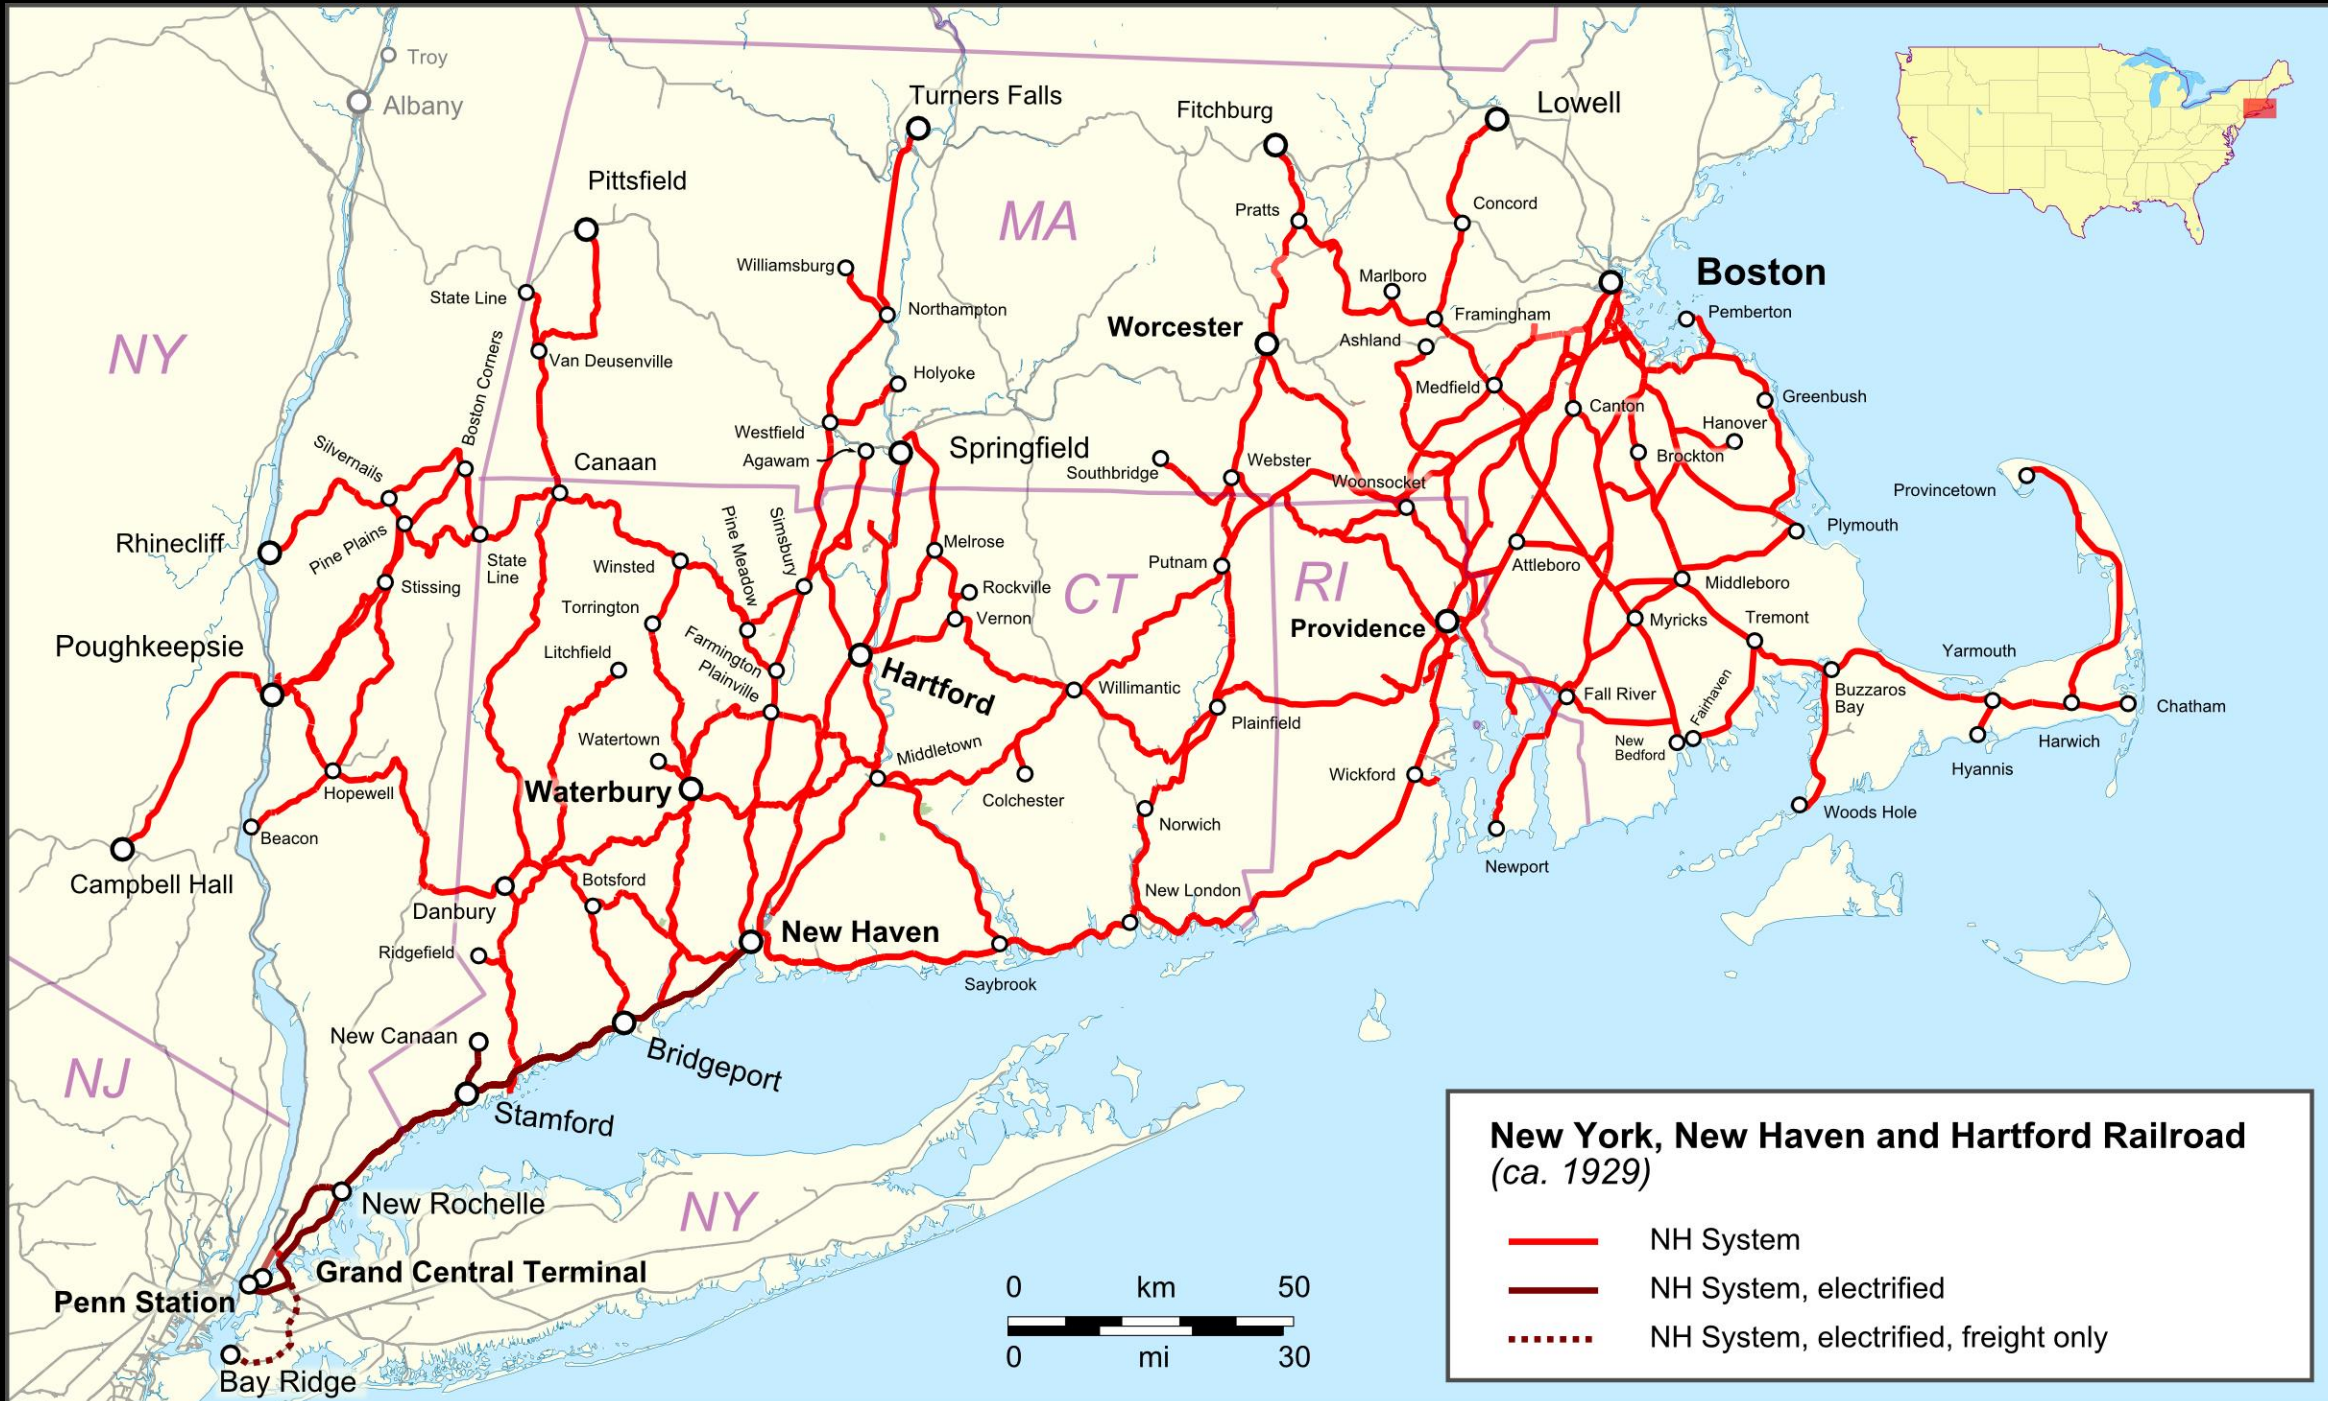 Troy
Albany
Turners Falls
Fitchburg
Lowell
Pittsfield
MA
Pratts
Concord
Williamsburg
State Line
Northampton
Marlboro
Boston
Worcester
Framingham
Pemberton
NY
Boston Corners
Van Deusenville
Ashland
Holyoke
Medfield
Greenbush
Canton
Hanover
Westfield
Silvernails
Canaan
Agawam
Springfield
Southbridge
Webster
Brockton
Woonsocket
Provincetown
Pine Meadow
Simsbury
Plymouth
Rhinecliff
Pine Plains
State
Line
Winsted
Melrose
Putnam
Attleboro
Stissing
Rockville
CT
RI
Middleboro
Torrington
Vernon
Myricks
Tremont
Poughkeepsie
Farmington
Litchfield
Providence
Yarmouth
Plainville
Hartford
Willimantic
Fall River
Fairhaven
Buzzaros
Bay
Chatham
Plainfield
Watertown
Middletown
New
Bedford
Harwich
Hyannis
Wickford
Hopewell
Waterbury
Colchester
Woods Hole
Beacon
Norwich
Newport
Campbell Hall
Botsford
New London
Danbury
New Haven
Ridgefield
Saybrook
New Canaan
Bridgeport
NJ
Stamford
New York, New Haven and Hartford Railroad
(ca. 1929)
New Rochelle
NY
NH System
Grand Central Terminal
0 km 50
NH System, electrified
Penn Station
NH System, electrified, freight only
0 mi 30
Bay Ridge